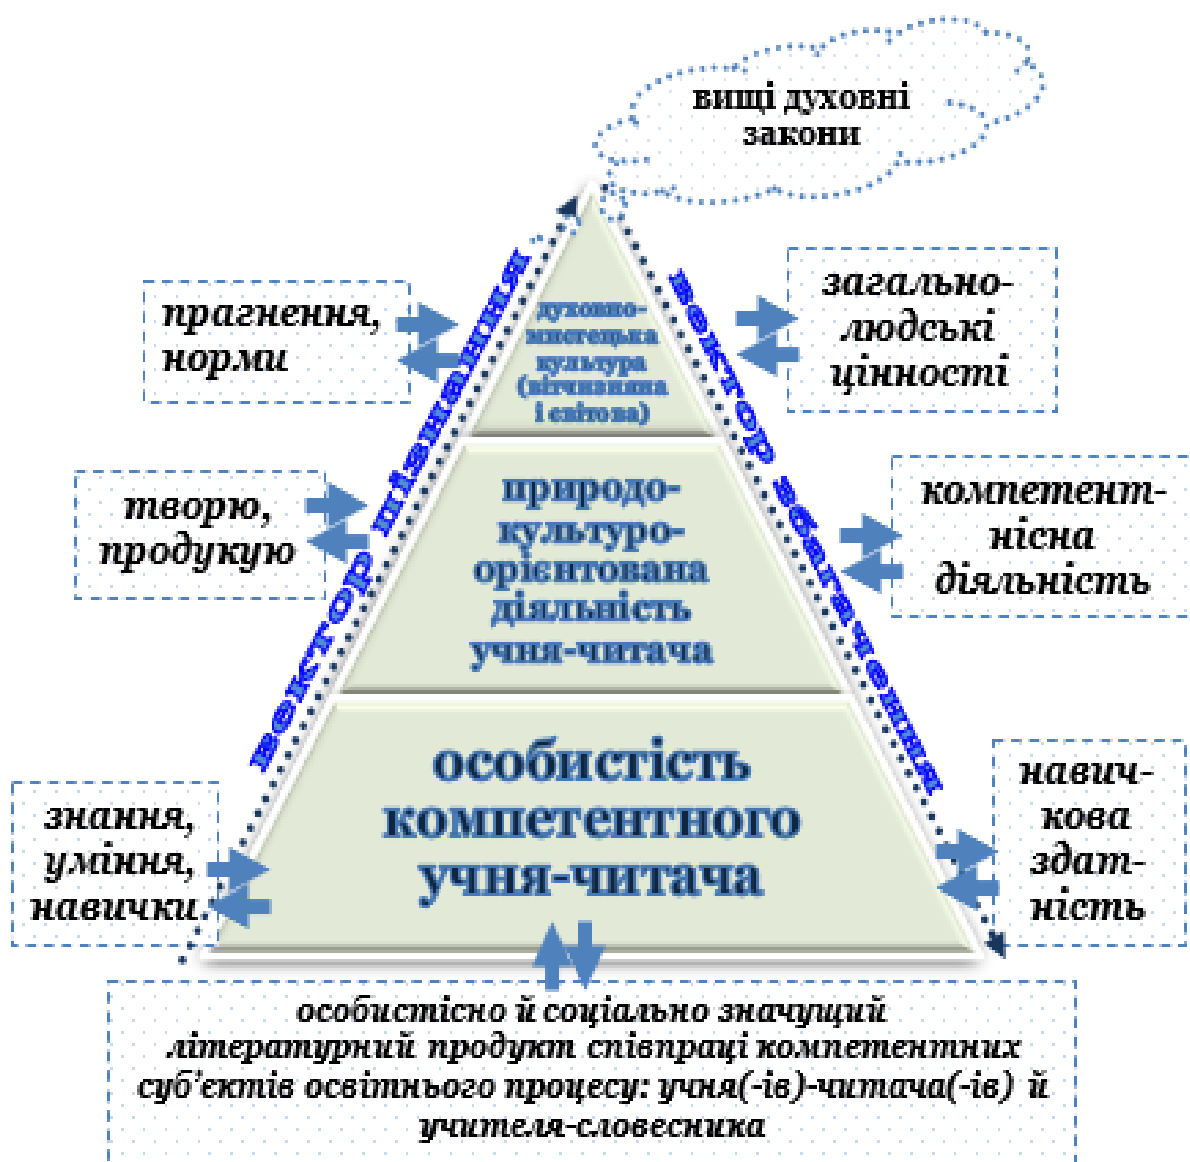 вищі духовні
закони
прагнення,
норми
вектор пізнання
духовно-
мистецька
культура
(вітчизняна
і світова)
вектор збагачення
загально-
людські
цінності
творю,
продукую
природо-
культуро-
орієнтована
діяльність
учня-читача
компетент-
нісна
діяльність
знання,
уміння,
навички
особистість
компетентного
учня-читача
навич-
кова
здат-
ність
особистісно й соціально значущий
літературний продукт співпраці компетентних
суб'єктів освітнього процесу: учня(-ів)-читача(-ів) й
учителя-словесника